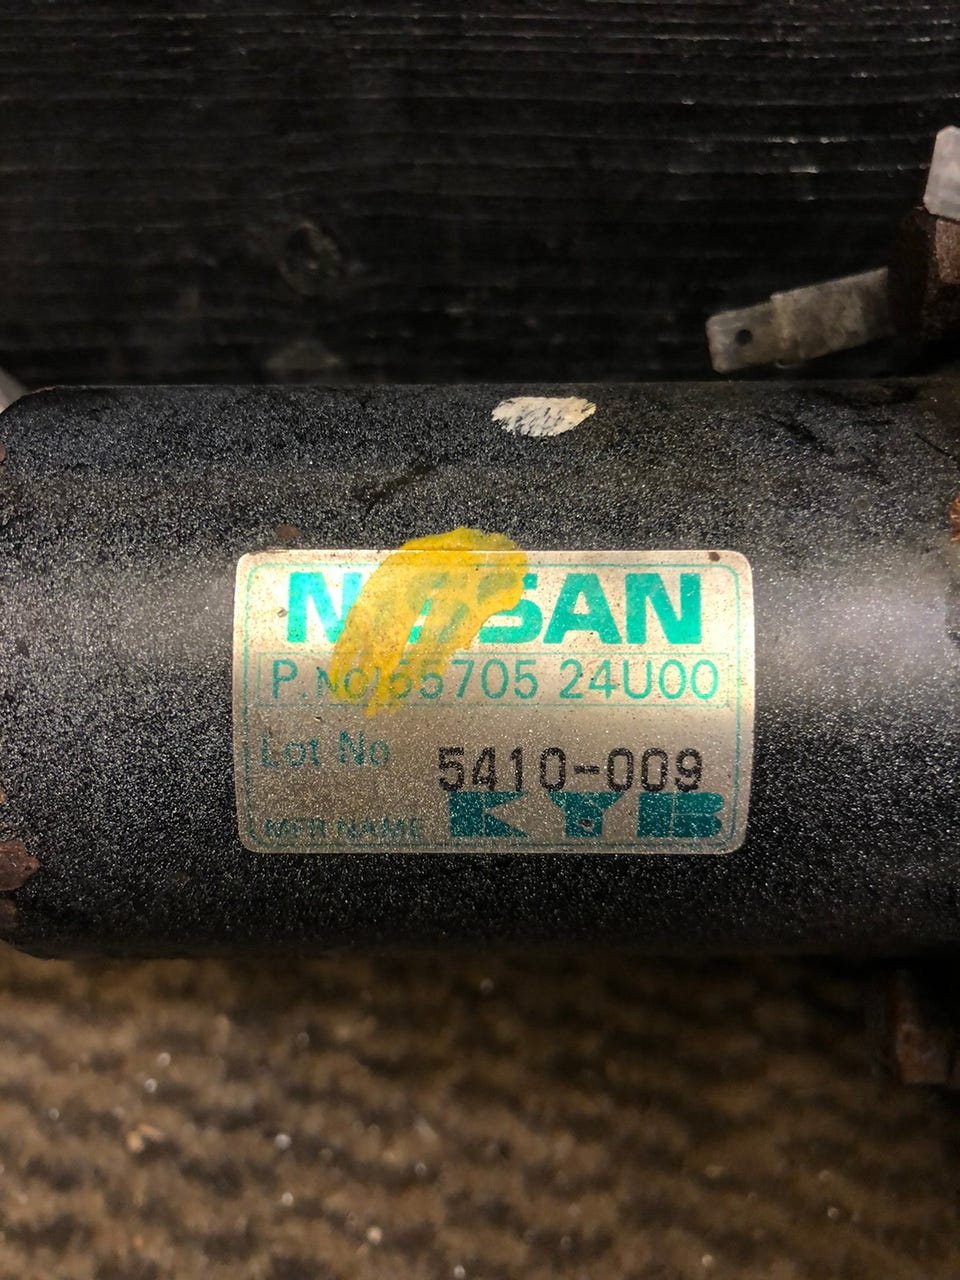 NISSAN
P.No 55705 24U00
Lot No 5410-009
MFR NAME KYB